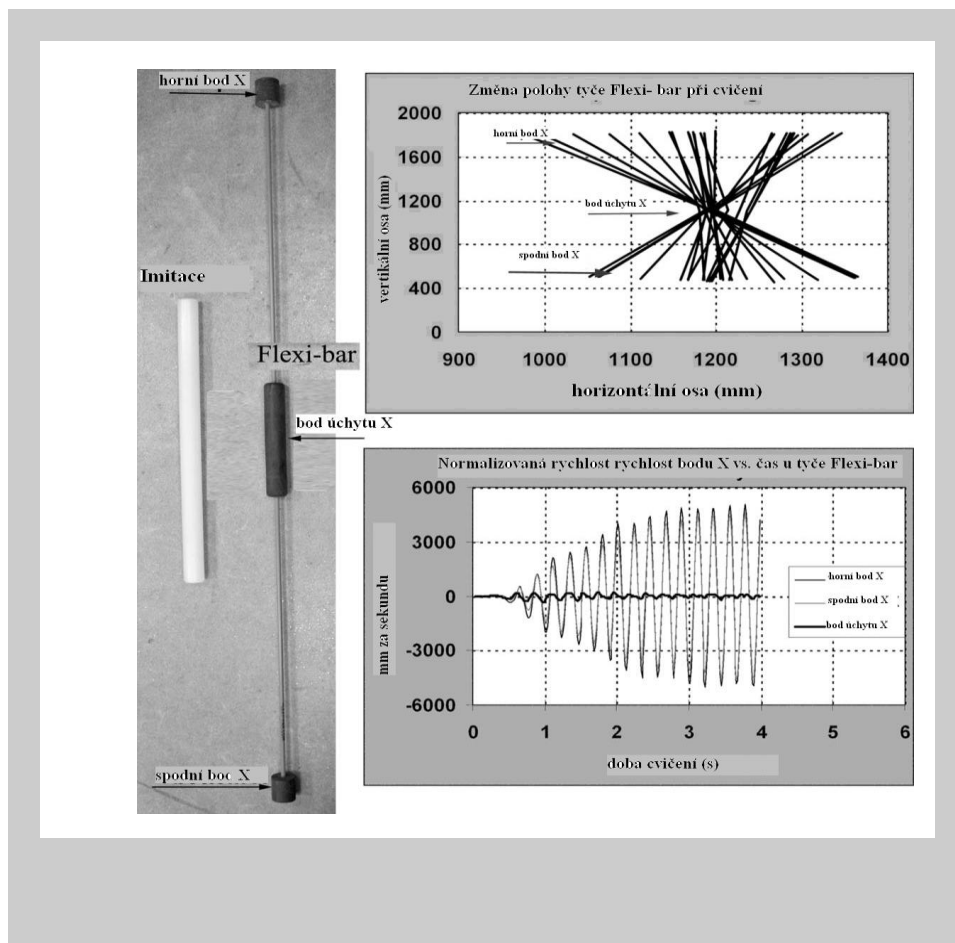 horní bod X
Imitace
Flexi-bar
bod úchytu X
spodní boc X
Změna polohy tyče Flexi- bar při cvičení
vertikální osa (mm)
2000
1600
1200
800
400
0
horní bod X
bod úchytu X
spodní bod X
900 1000 1100 1200 1300 1400
horizontální osa (mm)
Normalizovaná rychlost rychlost bodu X vs. čas u tyče Flexi-bar
mm za sekundu
6000
3000
0
-3000
-6000
horní bod X
spodní bod X
bod úchytu X
0 1 2 3 4 5 6
doba cvičení (s)